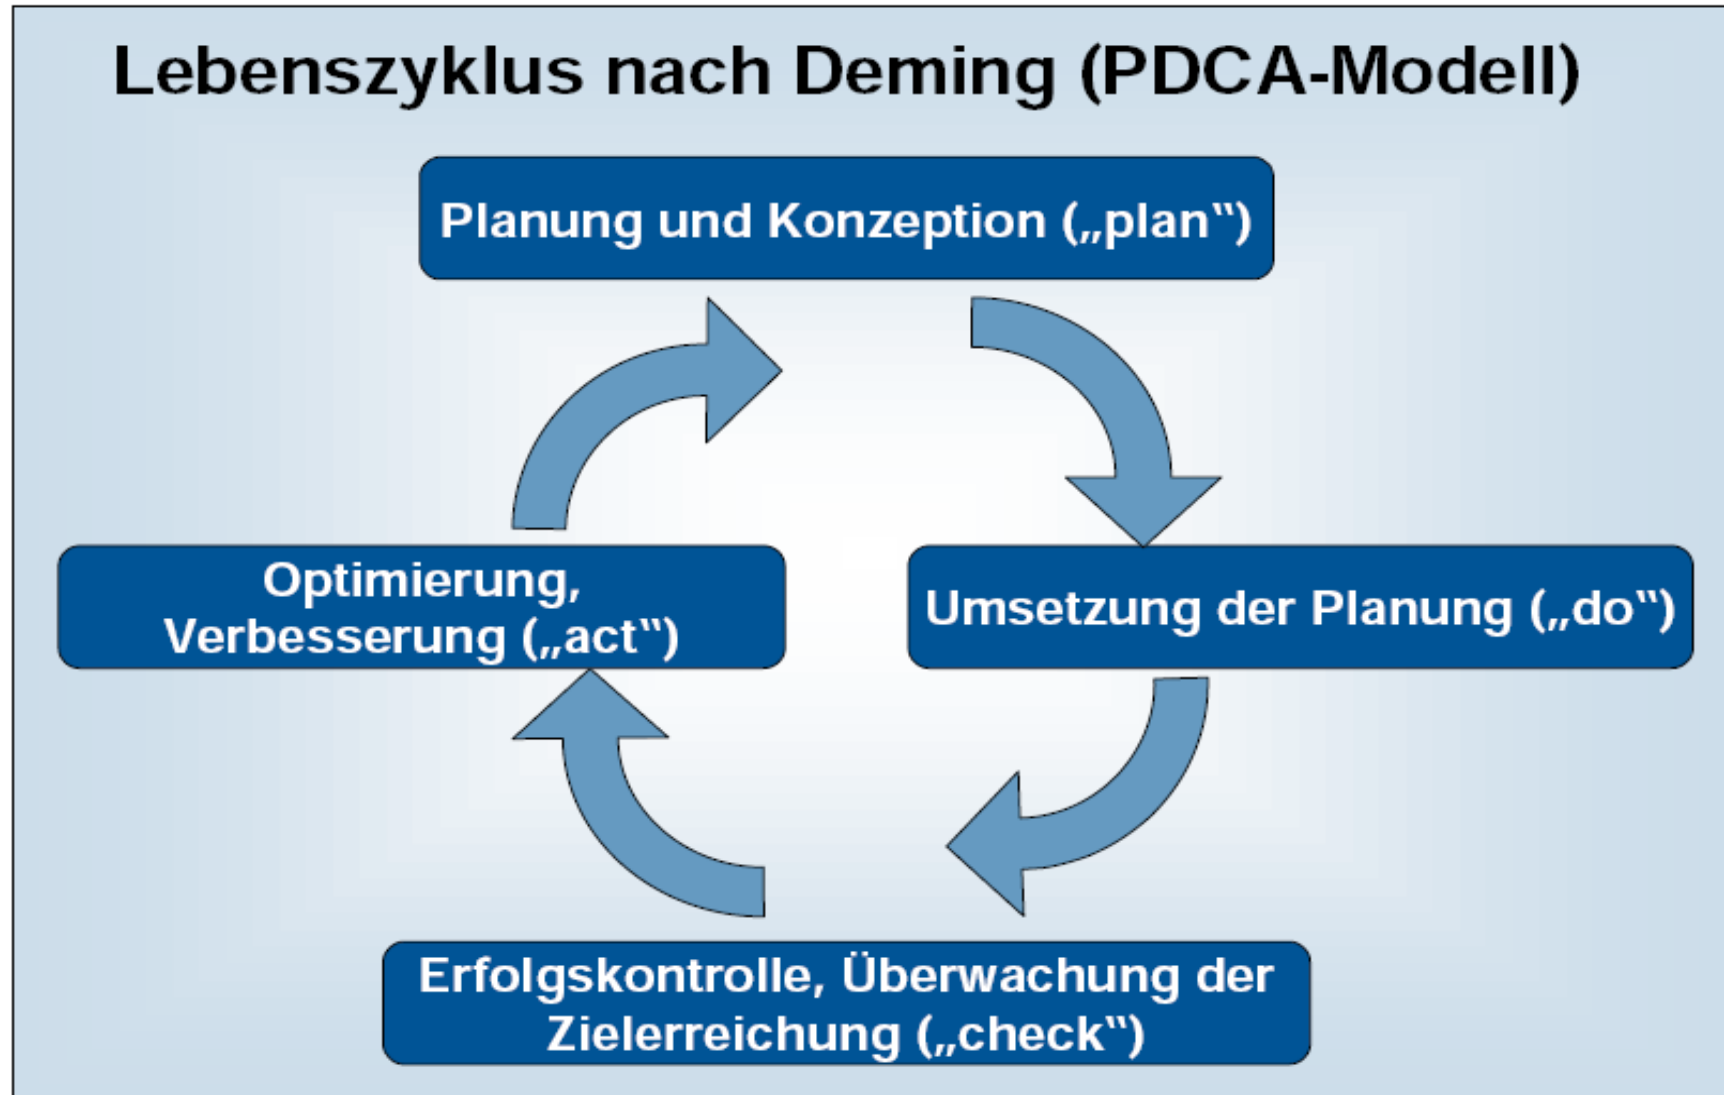 Lebenszyklus nach Deming (PDCA-Modell)
Planung und Konzeption („plan“)
Optimierung,
Verbesserung („act“)
Umsetzung der Planung („do“)
Erfolgskontrolle, Überwachung der
Zielerreichung („check“)